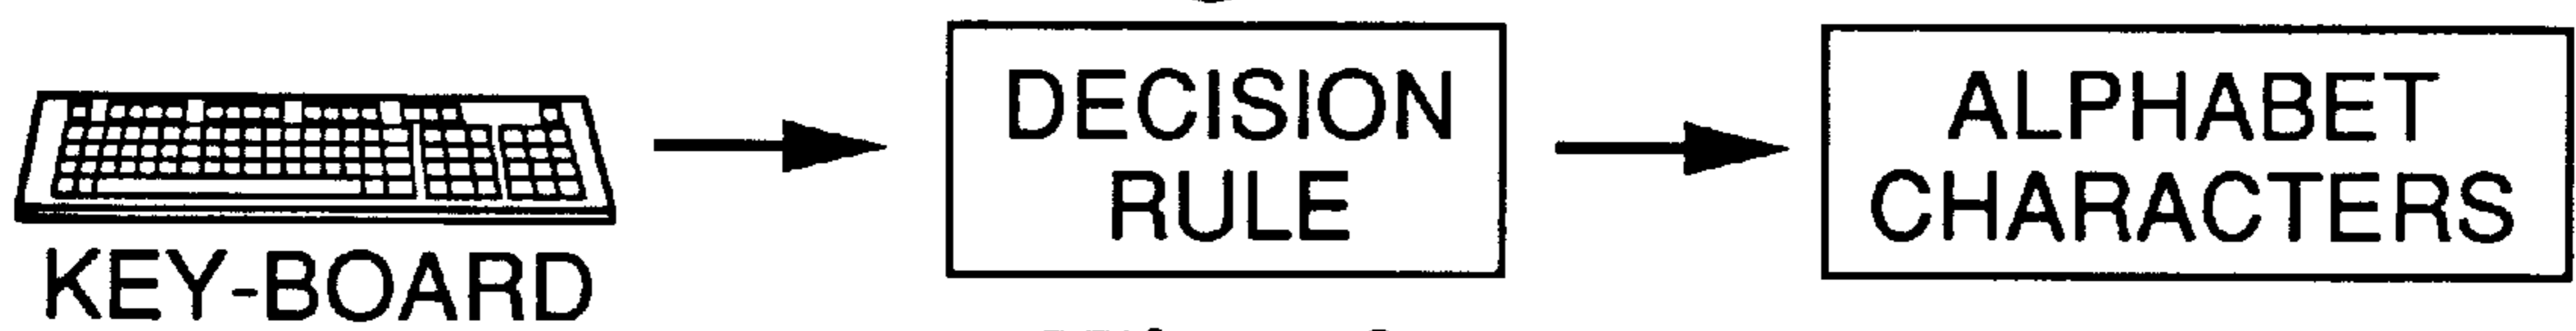 KEY-BOARD
DECISION
RULE
ALPHABET
CHARACTERS